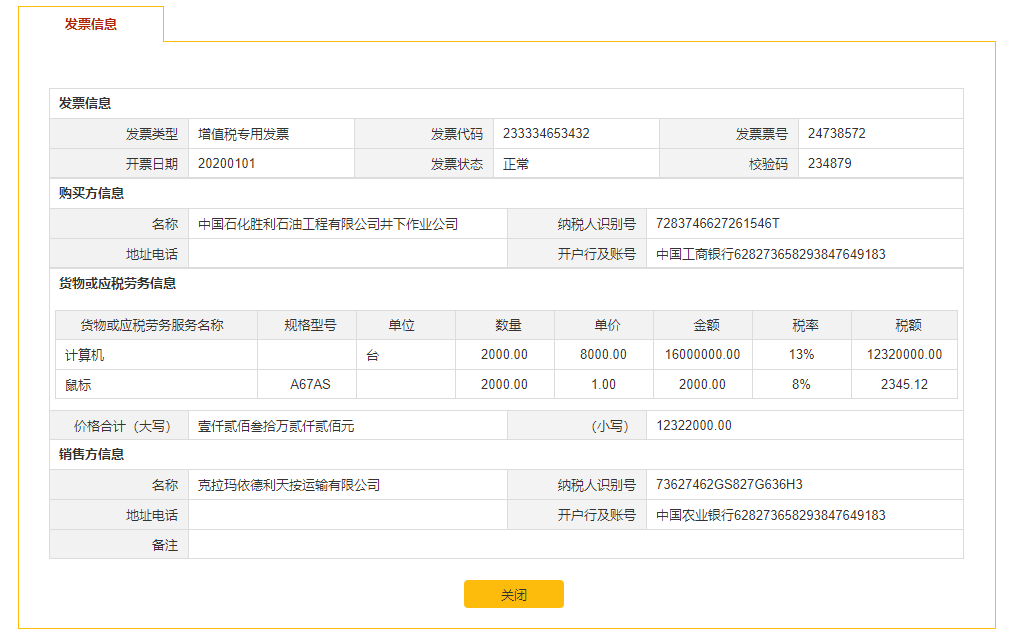 发票信息
发票信息
发票类型 增值税专用发票 发票代码 233334653432 发票票号 24738572
开票日期 20200101 发票状态 正常 校验码 234879
购买方信息
名称 中国石化胜利石油工程有限公司井下作业公司 纳税人识别号 7283746627261546T
地址电话 开户行及账号 中国工商银行628273658293847649183
货物或应税劳务信息
货物或应税劳务服务名称 规格型号 单位 数量 单价 金额 税率 税额
计算机 台 2000.00 8000.00 16000000.00 13% 12320000.00
鼠标 A67AS 2000.00 1.00 2000.00 8% 2345.12
价格合计（大写） 壹仟贰佰叁拾万贰仟贰佰元 （小写） 12322000.00
销售方信息
名称 克拉玛依德利天按运输有限公司 纳税人识别号 73627462GS827G636H3
地址电话 开户行及账号 中国农业银行628273658293847649183
备注
关闭